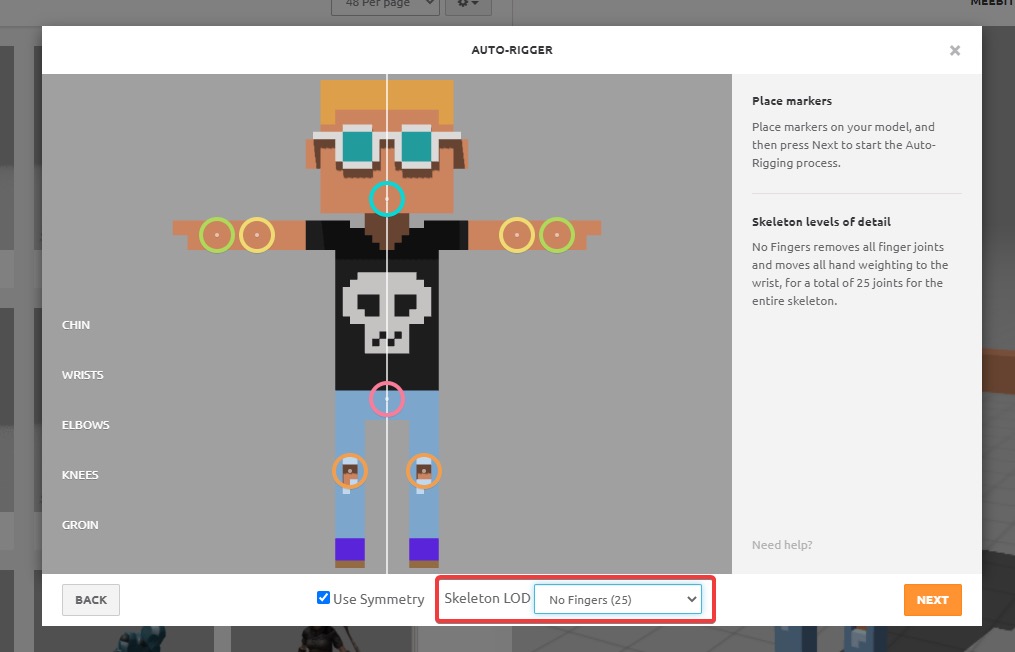 48 Per page
MEEBIT
AUTO-RIGGER
×
Place markers
Place markers on your model, and
then press Next to start the Auto-
Rigging process.
Skeleton levels of detail
No Fingers removes all finger joints
and moves all hand weighting to the
wrist, for a total of 25 joints for the
entire skeleton.
CHIN
WRISTS
ELBOWS
KNEES
GROIN
Need help?
BACK
Use Symmetry
Skeleton LOD
No Fingers (25)
NEXT